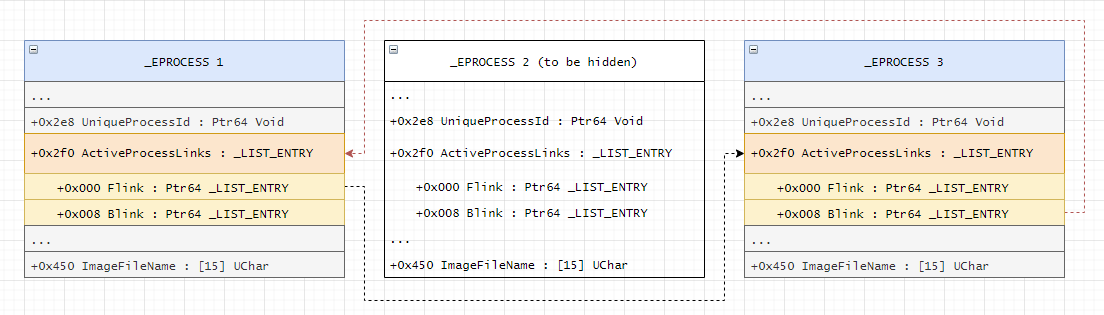 _EPROCESS 1
...
+0x2e8 UniqueProcessId : Ptr64 Void
+0x2f0 ActiveProcessLinks : _LIST_ENTRY
+0x000 Flink : Ptr64 _LIST_ENTRY
+0x008 Blink : Ptr64 _LIST_ENTRY
...
+0x450 ImageFileName : [15] UChar
_EPROCESS 2 (to be hidden)
...
+0x2e8 UniqueProcessId : Ptr64 Void
+0x2f0 ActiveProcessLinks : _LIST_ENTRY
+0x000 Flink : Ptr64 _LIST_ENTRY
+0x008 Blink : Ptr64 _LIST_ENTRY
...
+0x450 ImageFileName : [15] UChar
_EPROCESS 3
...
+0x2e8 UniqueProcessId : Ptr64 Void
+0x2f0 ActiveProcessLinks : _LIST_ENTRY
+0x000 Flink : Ptr64 _LIST_ENTRY
+0x008 Blink : Ptr64 _LIST_ENTRY
...
+0x450 ImageFileName : [15] UChar